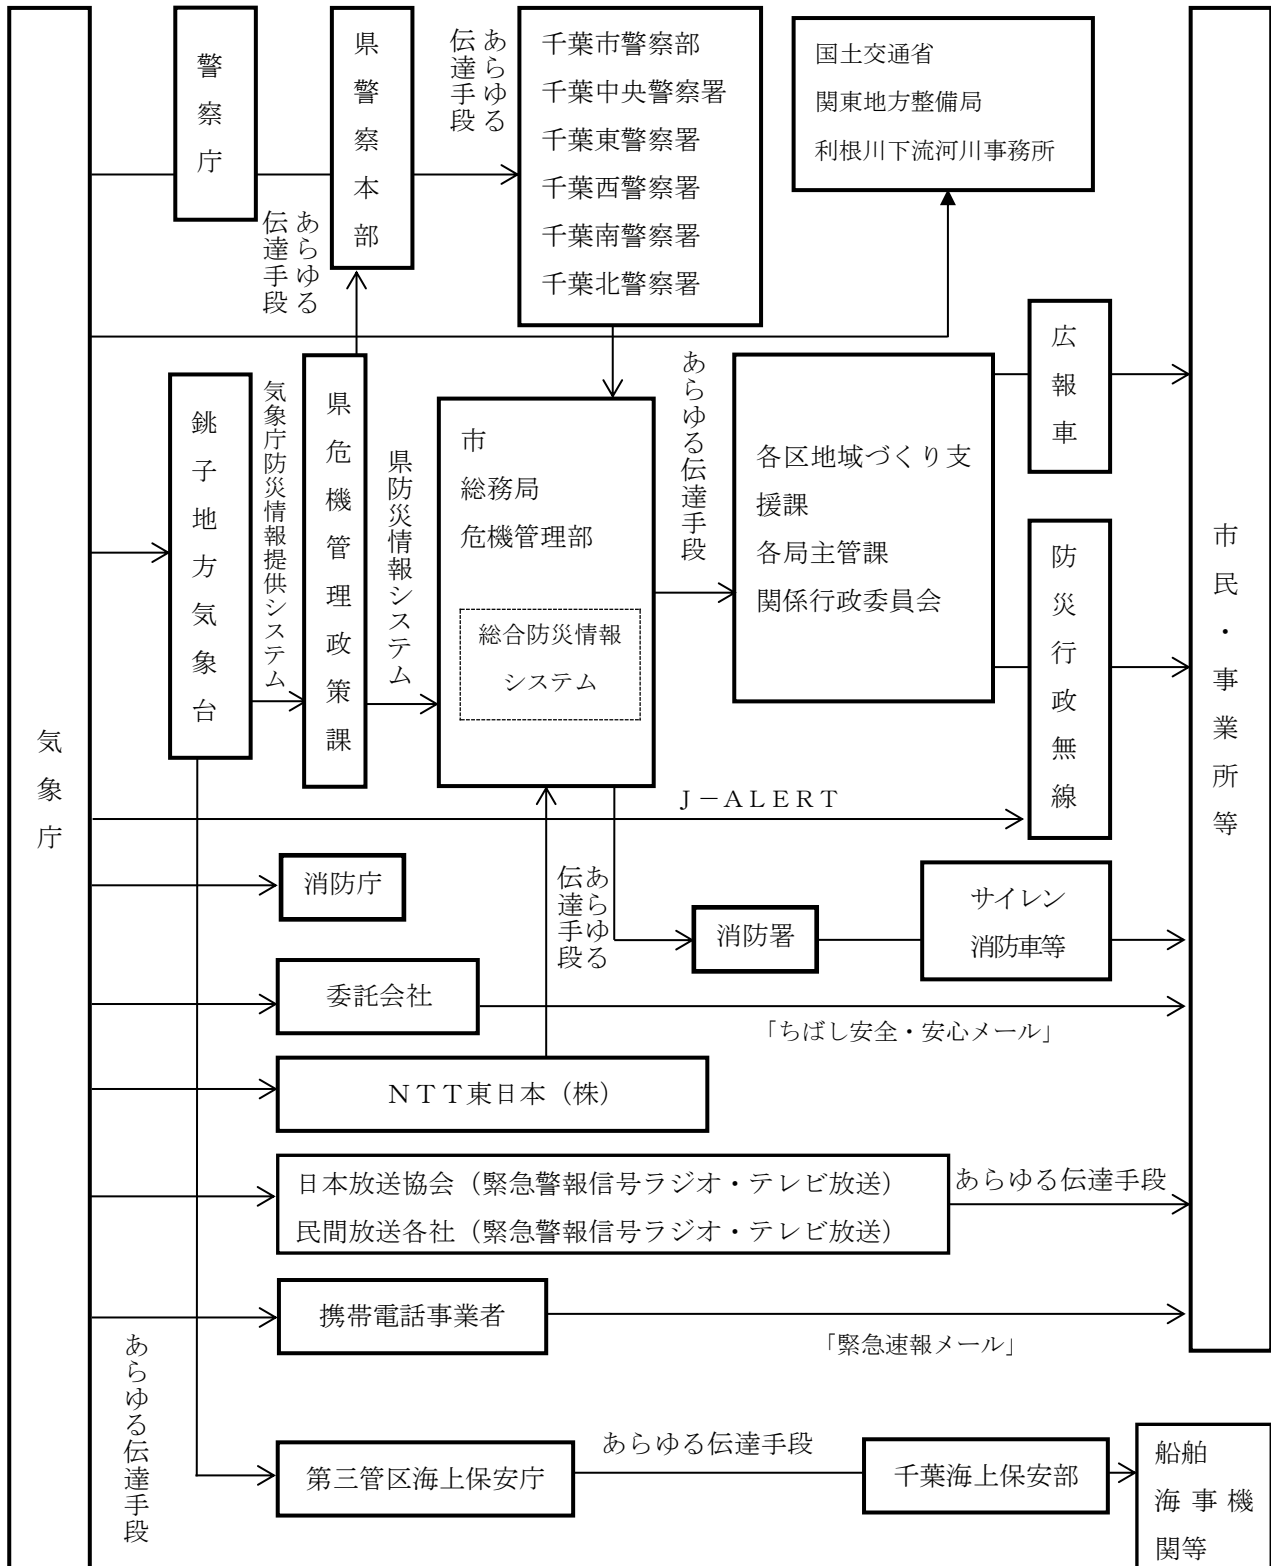 気象庁
警察庁
県警察本部
あらゆる
伝達手段
あらゆる
伝達手段
千葉市警察部
千葉中央警察署
千葉東警察署
千葉西警察署
千葉南警察署
千葉北警察署
国土交通省
関東地方整備局
利根川下流河川事務所
銚子地方気象台
気象庁防災情報提供システム
県危機管理政策課
県防災情報システム
市
総務局
危機管理部
総合防災情報
システム
あらゆる伝達手段
各区地域づくり支
援課
各局主管課
関係行政委員会
広報車
防災行政無線
市民・事業所等
J－ALERT
消防庁
あらゆる
伝達手段
消防署
サイレン
消防車等
委託会社
「ちばし安全・安心メール」
NTT東日本（株）
日本放送協会（緊急警報信号ラジオ・テレビ放送）
民間放送各社（緊急警報信号ラジオ・テレビ放送）
あらゆる伝達手段
携帯電話事業者
「緊急速報メール」
あらゆる伝達手段
第三管区海上保安庁
あらゆる伝達手段
千葉海上保安部
船舶
海事機
関等